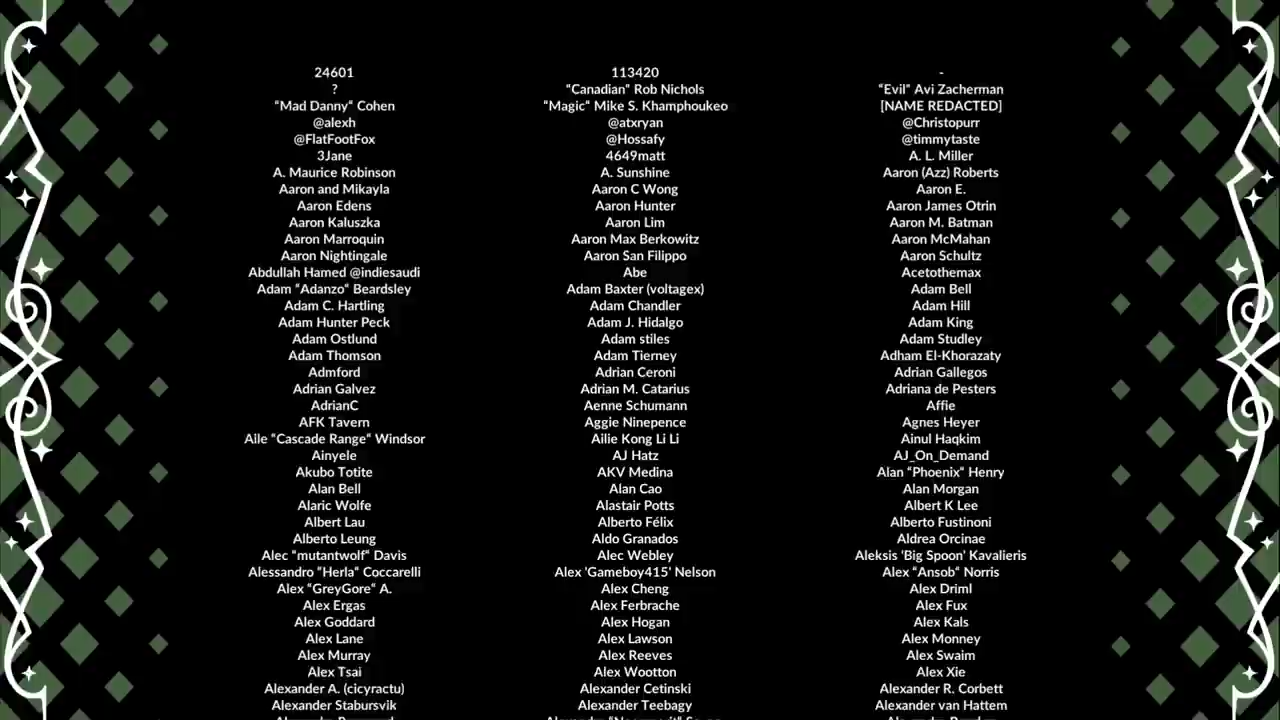 24601 113420 -
? “Canadian“ Rob Nichols “Evil“ Avi Zacherman
“Mad Danny“ Cohen “Magic“ Mike S. Khamphoukeo [NAME REDACTED]
@alexh @atxryan @Christopurr
@FlatFootFox @Hossafy @timmytaste
3Jane 4649matt A. L. Miller
A. Maurice Robinson A. Sunshine Aaron (Azz) Roberts
Aaron and Mikayla Aaron C Wong Aaron E.
Aaron Edens Aaron Hunter Aaron James Otrin
Aaron Kaluszka Aaron Lim Aaron M. Batman
Aaron Marroquin Aaron Max Berkowitz Aaron McMahan
Aaron Nightingale Aaron San Filippo Aaron Schultz
Abdullah Hamed @indiesaudi Abe Acetothemax
Adam “Adanzo“ Beardsley Adam Baxter (voltagex) Adam Bell
Adam C. Hartling Adam Chandler Adam Hill
Adam Hunter Peck Adam J. Hidalgo Adam King
Adam Ostlund Adam stiles Adam Studley
Adam Thomson Adam Tierney Adham El-Khorazaty
Admford Adrian Ceroni Adrian Gallegos
Adrian Galvez Adrian M. Catarius Adriana de Pesters
AdrianC Aenne Schumann Affie
AFK Tavern Aggie Ninepence Agnes Heyer
Aile “Cascade Range“ Windsor Ailie Kong Li Li Ainul Haqkim
Ainyele AJ Hatz AJ_On_Demand
Akubo Totite AKV Medina Alan “Phoenix“ Henry
Alan Bell Alan Cao Alan Morgan
Alaric Wolfe Alastair Potts Albert K Lee
Albert Lau Alberto Félix Alberto Fustinoni
Alberto Leung Aldo Granados Aldrea Orcinae
Alec “mutantwolf“ Davis Alec Webley Aleksis 'Big Spoon' Kavalieris
Alessandro “Herla“ Coccarelli Alex 'Gameboy415' Nelson Alex “Ansob“ Norris
Alex “GreyGore“ A. Alex Cheng Alex Driml
Alex Ergas Alex Ferbrache Alex Fux
Alex Goddard Alex Hogan Alex Kals
Alex Lane Alex Lawson Alex Monney
Alex Murray Alex Reeves Alex Swaim
Alex Tsai Alex Wootton Alex Xie
Alexander A. (cicyractu) Alexander Cetinski Alexander R. Corbett
Alexander Stabursvik Alexander Teebagy Alexander van Hattem